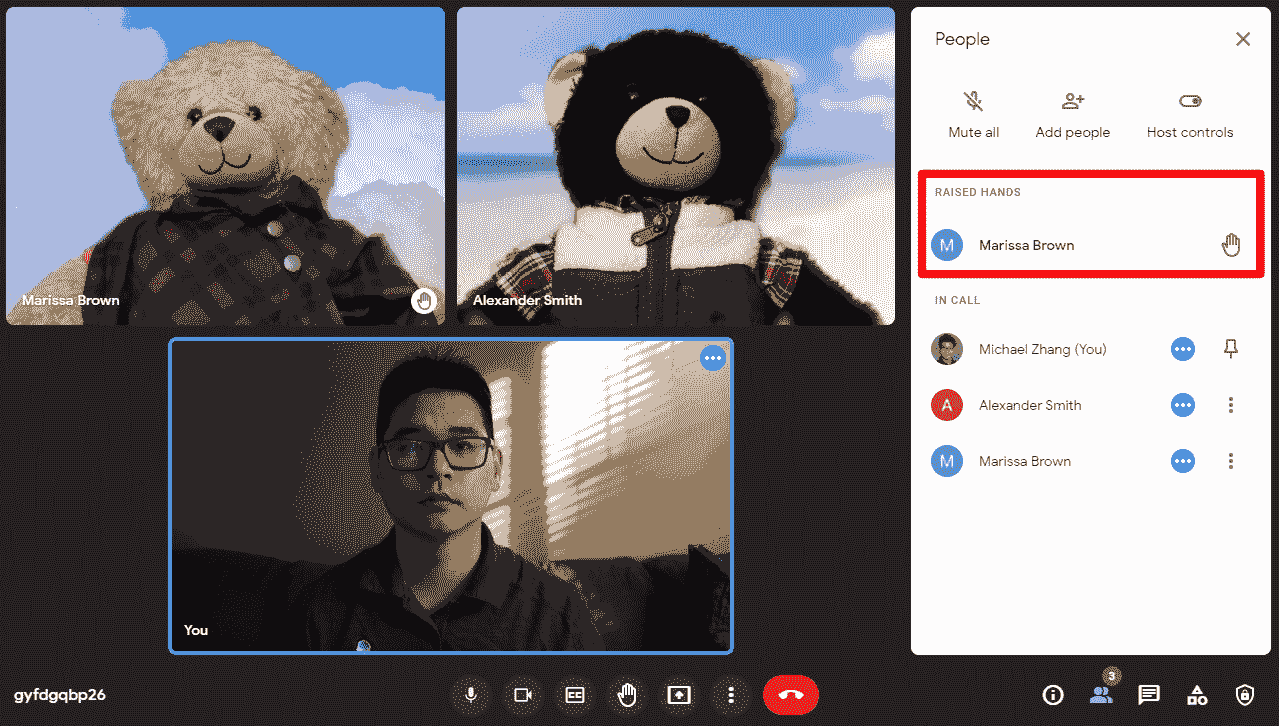 Marissa Brown
Alexander Smith
You
People
Mute all
Add people
Host controls
RAISED HANDS
M
Marissa Brown
IN CALL
Michael Zhang (You)
A
Alexander Smith
M
Marissa Brown
gyfdgqbp26
CC
3